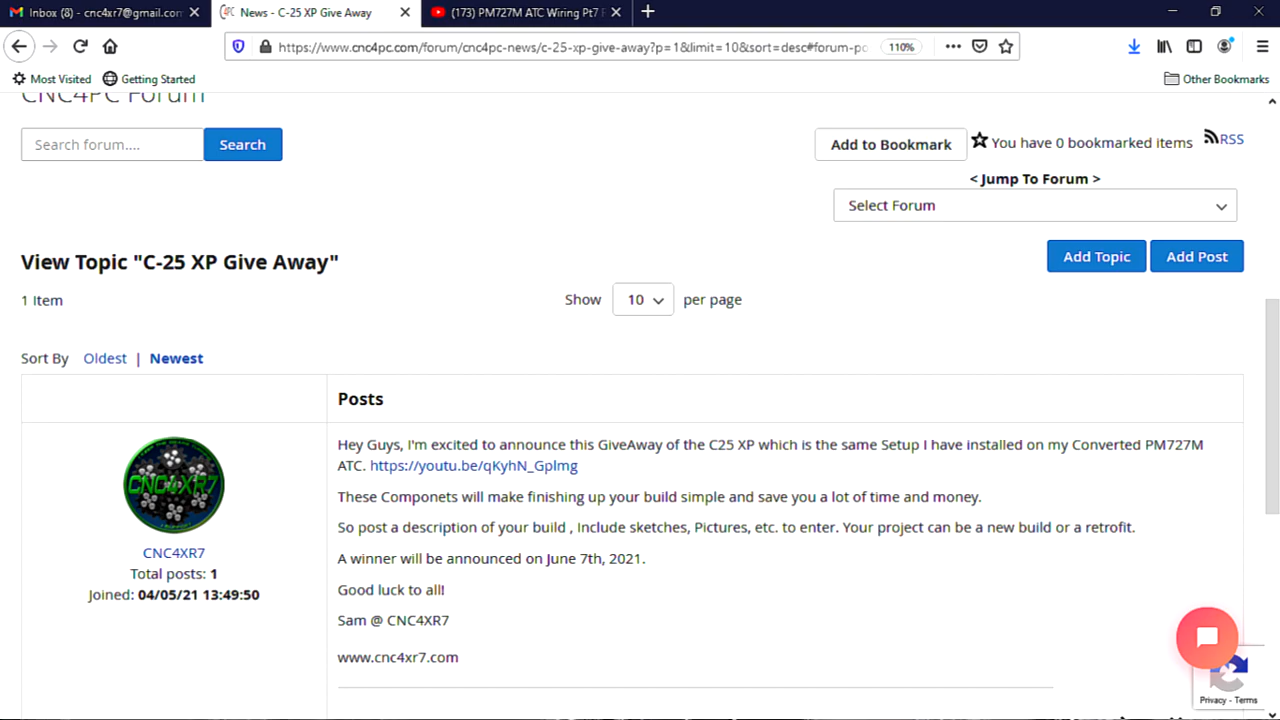 Inbox (8) - cnc4xr7@gmail.com
News - C-25 XP Give Away
(173) PM727M ATC Wiring Pt7
https://www.cnc4pc.com/forum/cnc4pc-news/c-25-xp-give-away?p=1&limit=10&sort=desc#forum-po
110%
Most Visited
Getting Started
Other Bookmarks
CNC4PC Forum
Search forum....
Search
Add to Bookmark
You have 0 bookmarked items
RSS
< Jump To Forum >
Select Forum
View Topic "C-25 XP Give Away"
Add Topic
Add Post
1 Item
Show 10 per page
Sort By Oldest | Newest
Posts
Hey Guys, I'm excited to announce this GiveAway of the C25 XP which is the same Setup I have installed on my Converted PM727M
ATC. https://youtu.be/qKyhN_Gplmg
These Componets will make finishing up your build simple and save you a lot of time and money.
So post a description of your build , Include sketches, Pictures, etc. to enter. Your project can be a new build or a retrofit.
A winner will be announced on June 7th, 2021.
Good luck to all!
Sam @ CNC4XR7
www.cnc4xr7.com
CNC4XR7
CNC4XR7
Total posts: 1
Joined: 04/05/21 13:49:50
Privacy - Terms